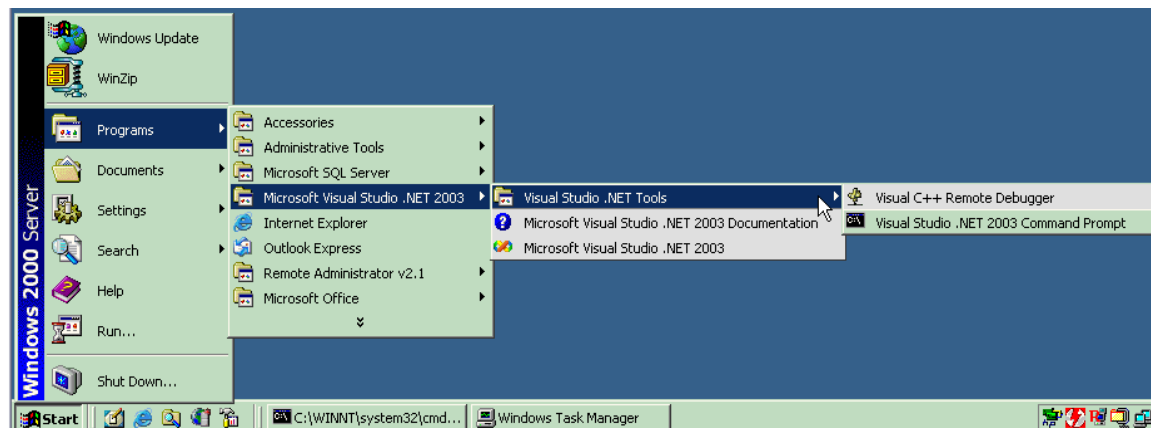 Windows Update
WinZip
Programs
Documents
Settings
Search
Help
Run...
Shut Down...
Windows 2000 Server
Accessories
Administrative Tools
Microsoft SQL Server
Microsoft Visual Studio .NET 2003
Internet Explorer
Outlook Express
Remote Administrator v2.1
Microsoft Office
Visual Studio .NET Tools
Microsoft Visual Studio .NET 2003 Documentation
Microsoft Visual Studio .NET 2003
Visual C++ Remote Debugger
Visual Studio .NET 2003 Command Prompt
Start
C:\WINNT\system32\cmd...
Windows Task Manager